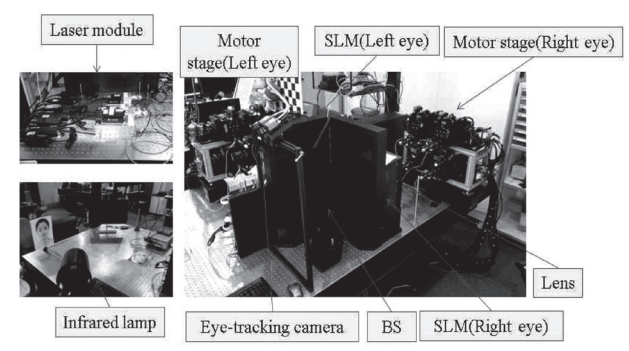 Laser module
Motor
stage(Left eye)
SLM(Left eye)
Motor stage(Right eye)
Infrared lamp
Eye-tracking camera
BS
SLM(Right eye)
Lens